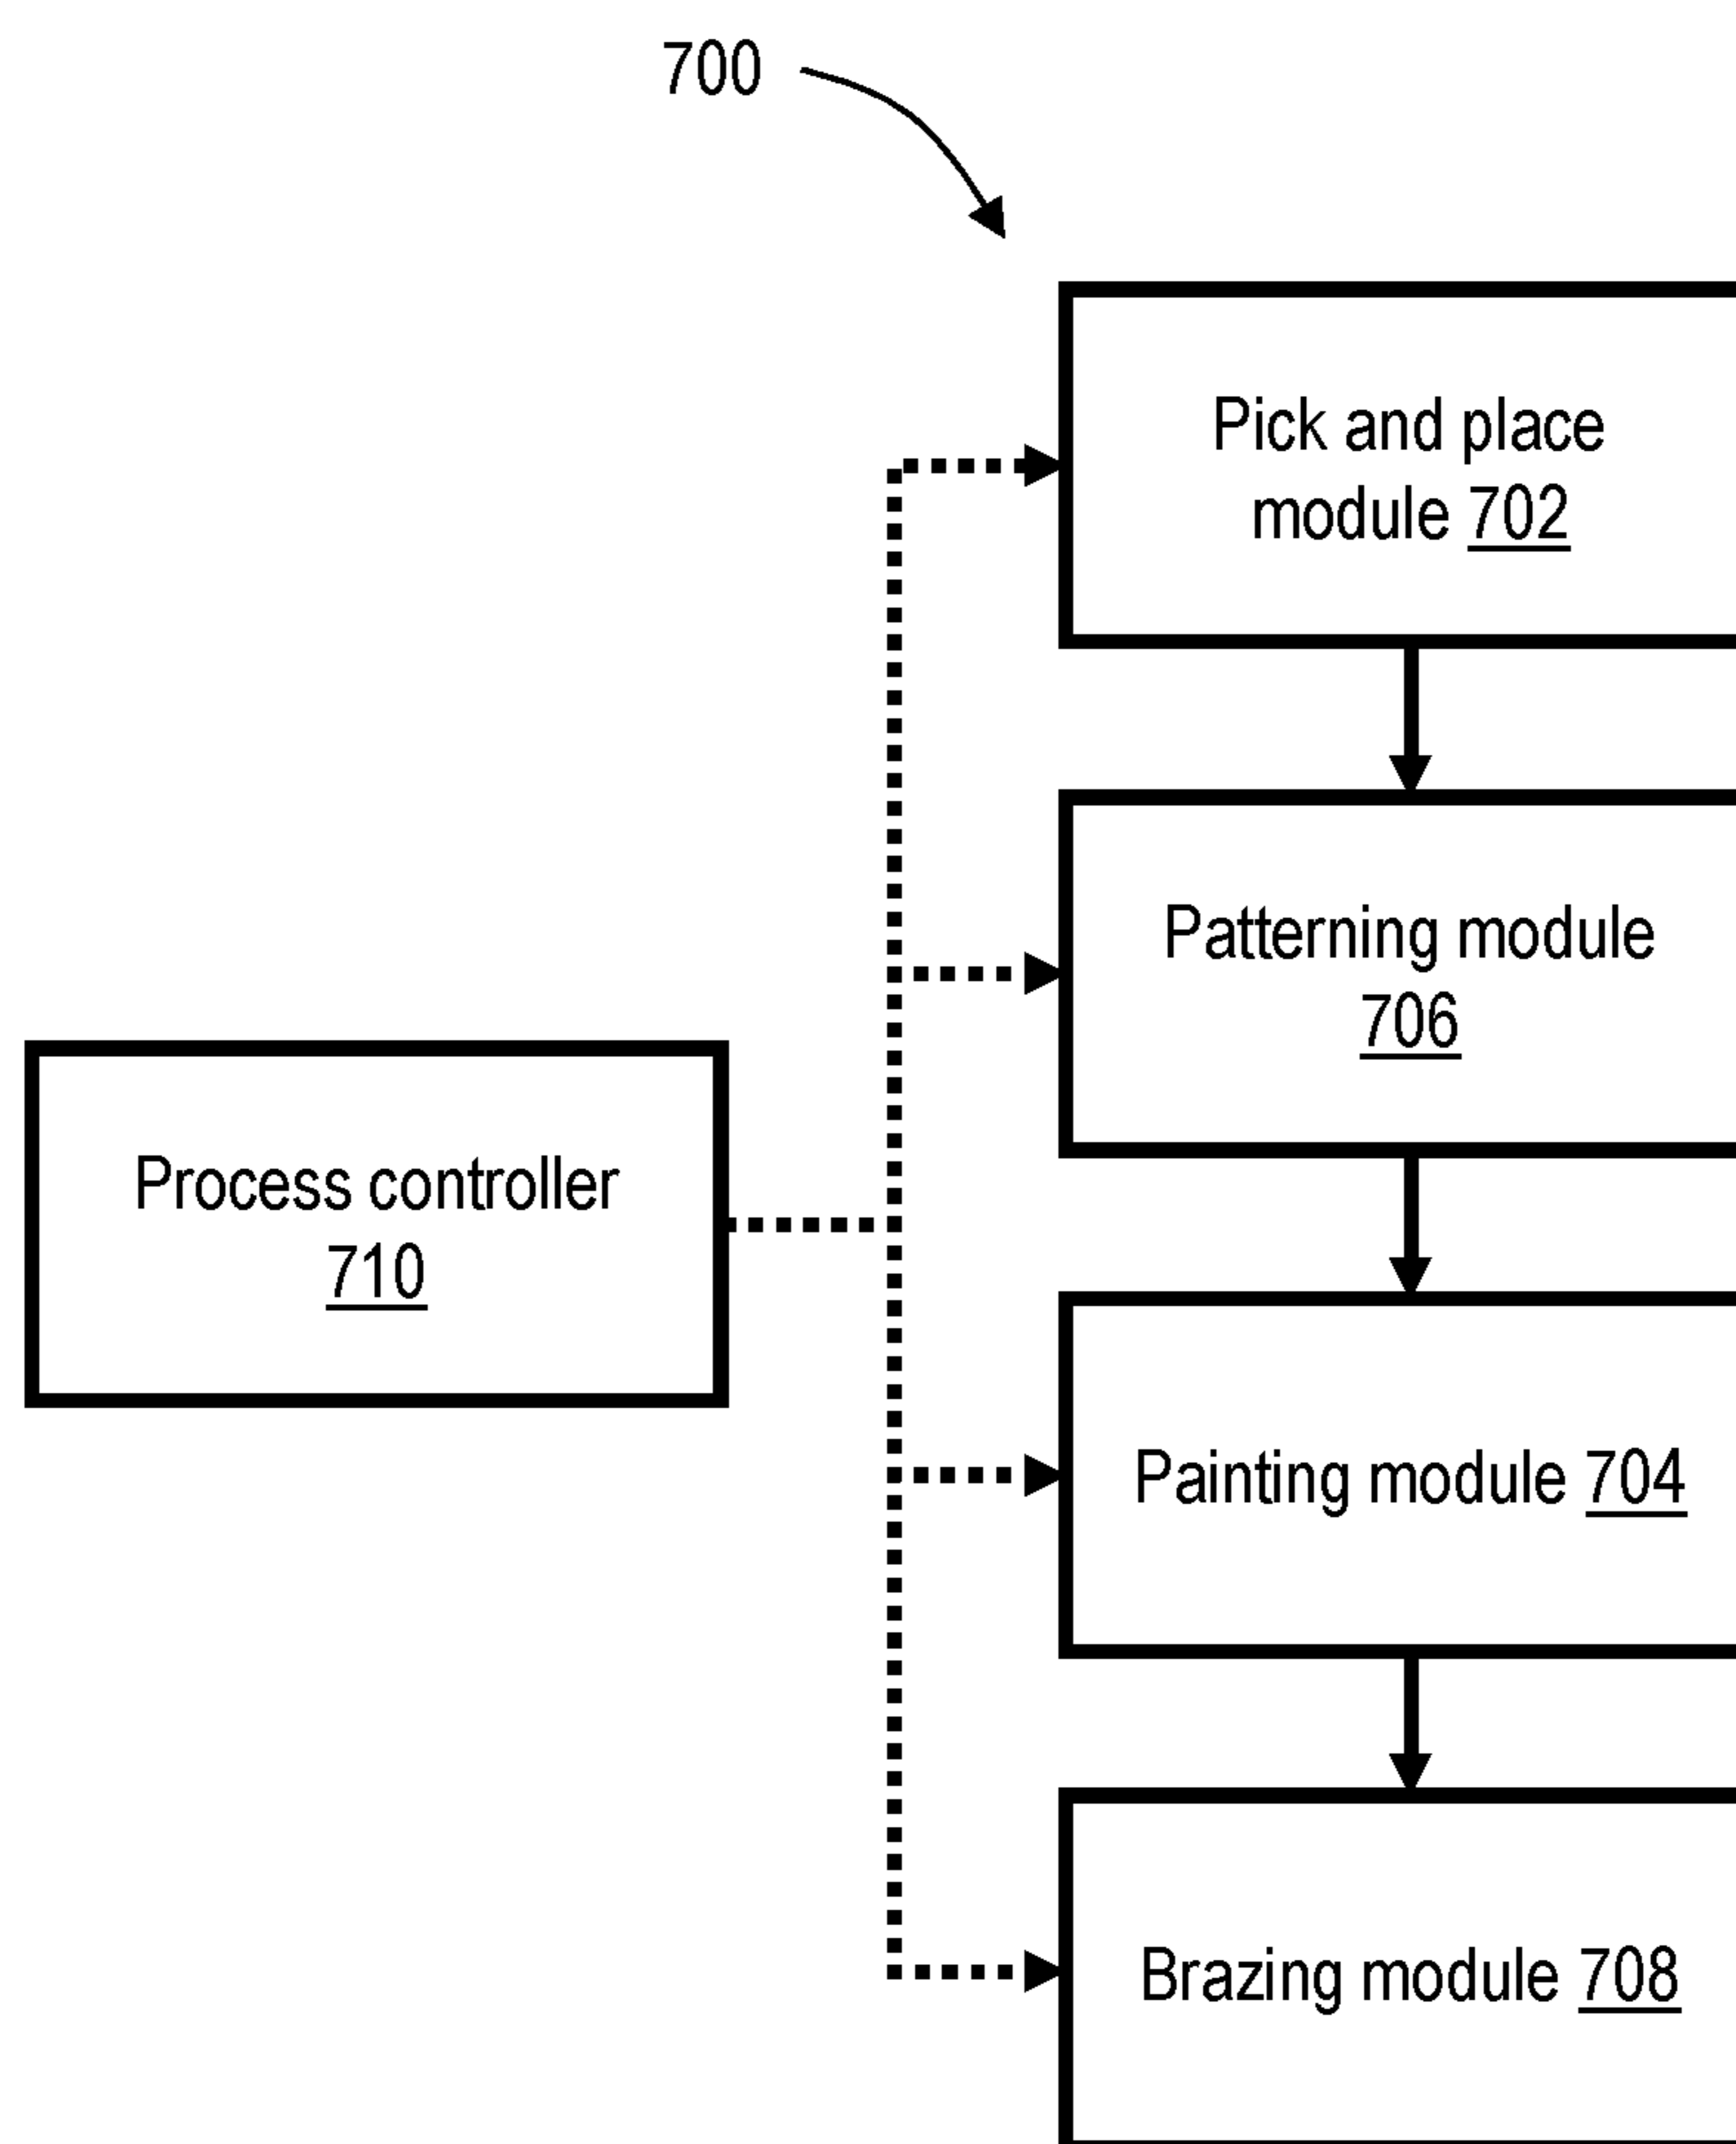 700
Pick and place
module 702
Patterning module
706
Process controller
710
Painting module 704
Brazing module 708